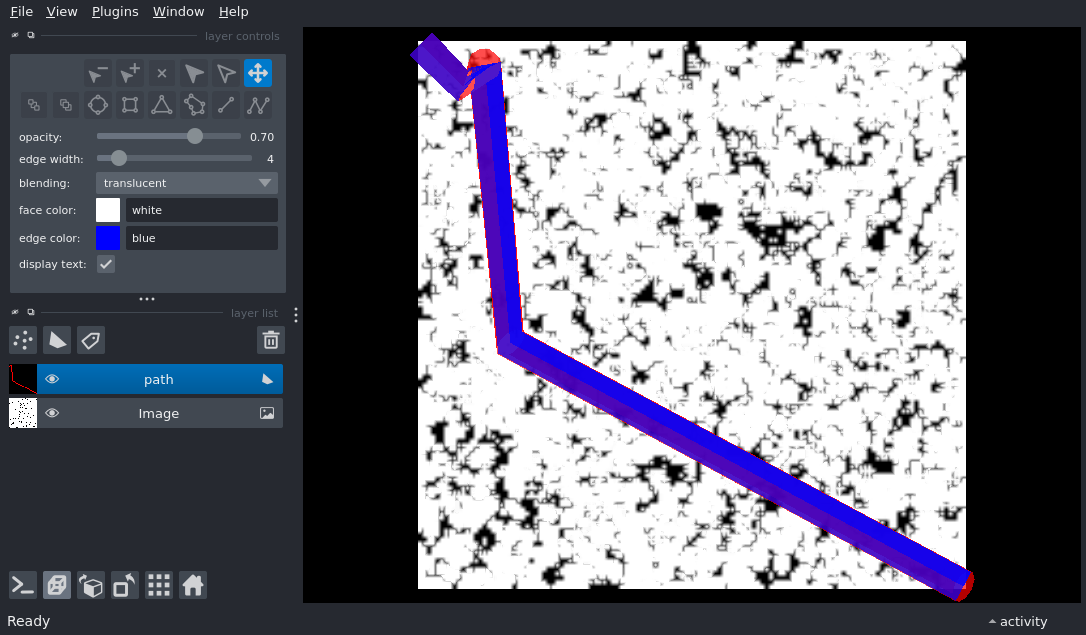 File View Plugins Window Help
layer controls
opacity: 0.70
edge width: 4
blending: translucent
face color: white
edge color: blue
display text:
layer list
path
Image
Ready
activity